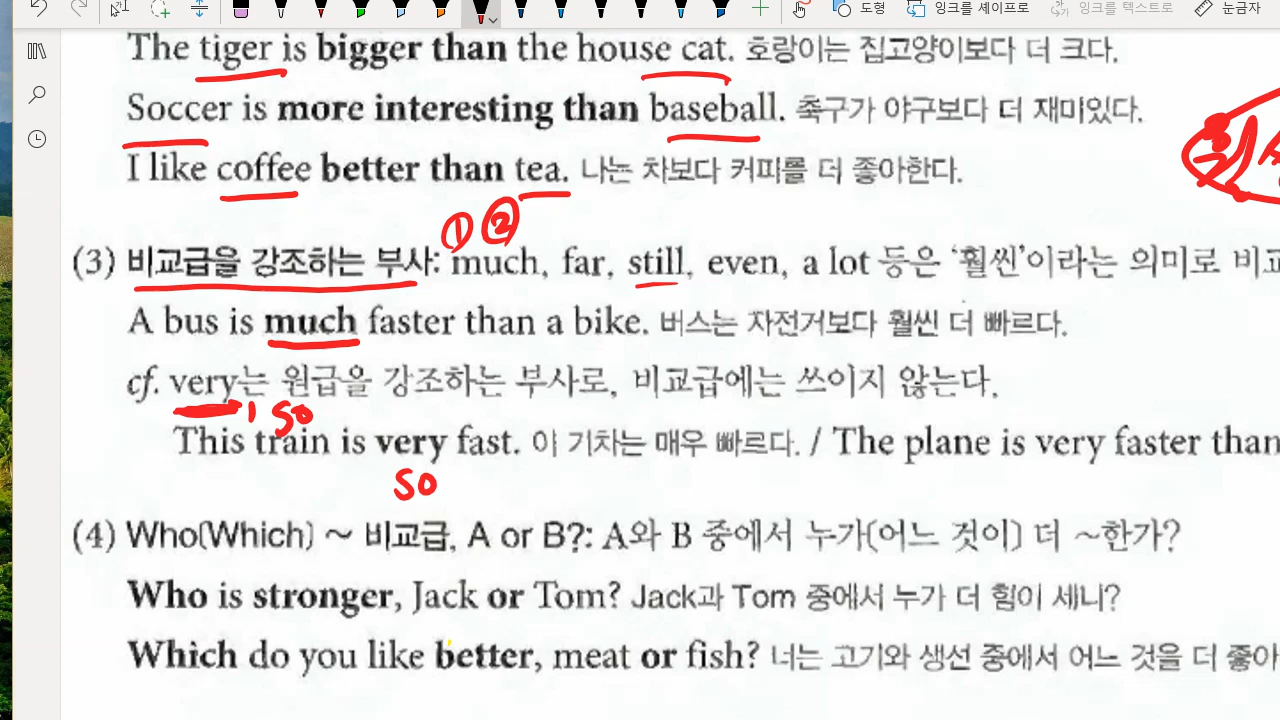 도형 잉크를 셰이프로 잉크를 텍스트로 눈금자
The tiger is bigger than the house cat. 호랑이는 집고양이보다 더 크다.
Soccer is more interesting than baseball. 축구가 야구보다 더 재미있다.
I like coffee better than tea. 나는 차보다 커피를 더 좋아한다.
① ②
(3) 비교급을 강조하는 부사: much, far, still, even, a lot 등은 ‘훨씬’이라는 의미로 비교
A bus is much faster than a bike. 버스는 자전거보다 훨씬 더 빠르다.
cf. very는 원급을 강조하는 부사로, 비교급에는 쓰이지 않는다.
, so
This train is very fast. 이 기차는 매우 빠르다. / The plane is very faster than
so
(4) Who(Which) ~ 비교급, A or B?: A와 B 중에서 누가(어느 것이) 더 ~한가?
Who is stronger, Jack or Tom? Jack과 Tom 중에서 누가 더 힘이 세니?
Which do you like better, meat or fish? 너는 고기와 생선 중에서 어느 것을 더 좋아